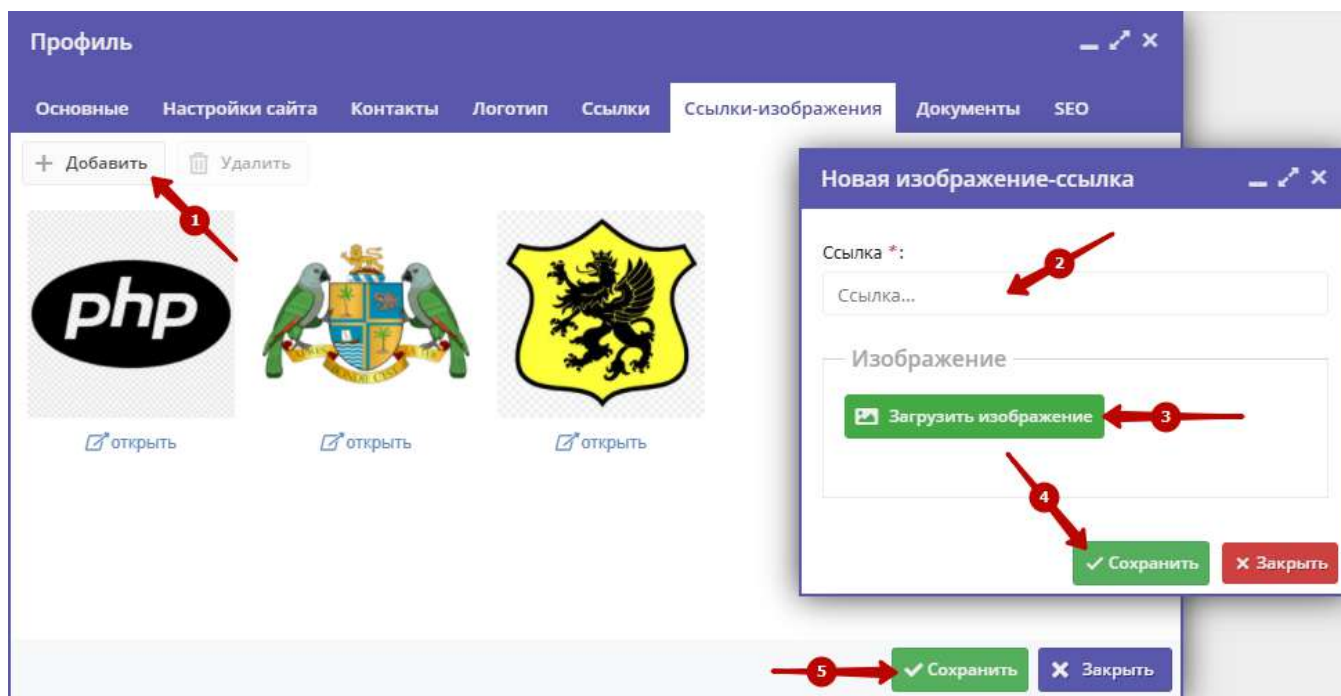 Профиль
Основные Настройки сайта Контакты Логотип Ссылки Ссылки-изображения Документы SEO
+ Добавить Удалить
1
php
открыть открыть открыть
Новая изображение-ссылка
Ссылка *:
2
Ссылка...
Изображение
Загрузить изображение
3
4
Сохранить Закрыть
5
Сохранить Закрыть